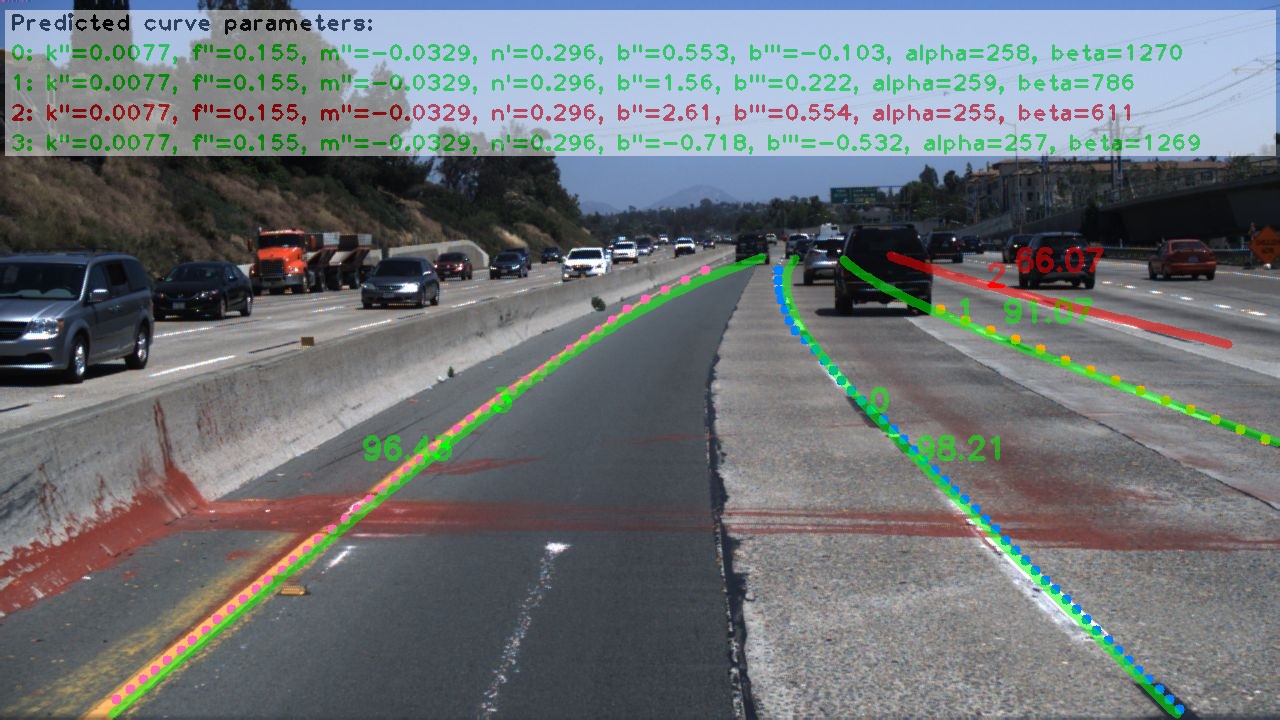 Predicted curve parameters:
0: k''=0.0077, f''=0.155, m''=−0.0329, n'=0.296, b''=0.553, b'''=−0.103, alpha=258, beta=1270
1: k''=0.0077, f''=0.155, m''=−0.0329, n'=0.296, b''=1.56, b'''=0.222, alpha=259, beta=786
2: k''=0.0077, f''=0.155, m''=−0.0329, n'=0.296, b''=2.61, b'''=0.554, alpha=255, beta=611
3: k''=0.0077, f''=0.155, m''=−0.0329, n'=0.296, b''=−0.718, b'''=−0.532, alpha=257, beta=1269
2 66.07
1 91.07
3 0
96.43 98.21